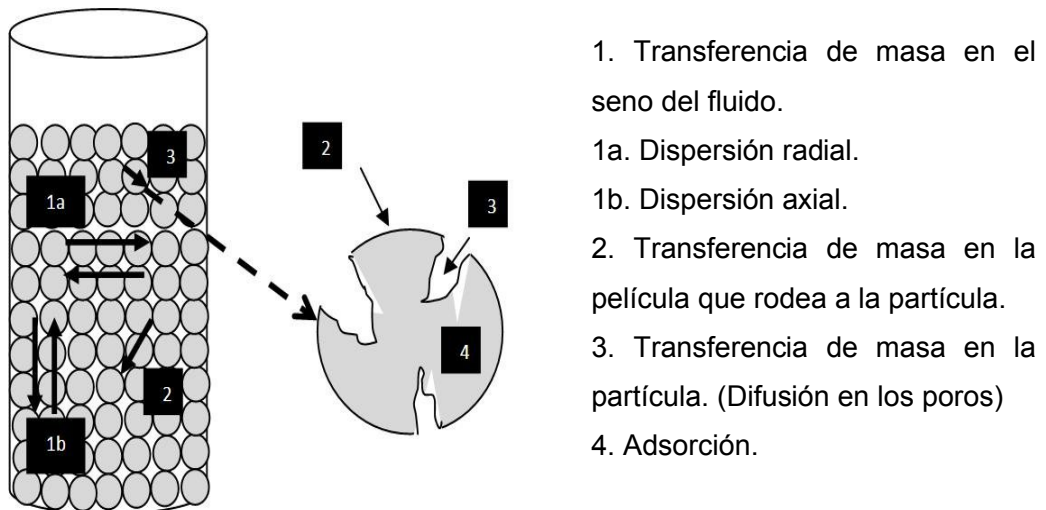 3
1a
2
1b
2
3
4
1. Transferencia de masa en el
seno del fluido.
1a. Dispersión radial.
1b. Dispersión axial.
2. Transferencia de masa en la
película que rodea a la partícula.
3. Transferencia de masa en la
partícula. (Difusión en los poros)
4. Adsorción.